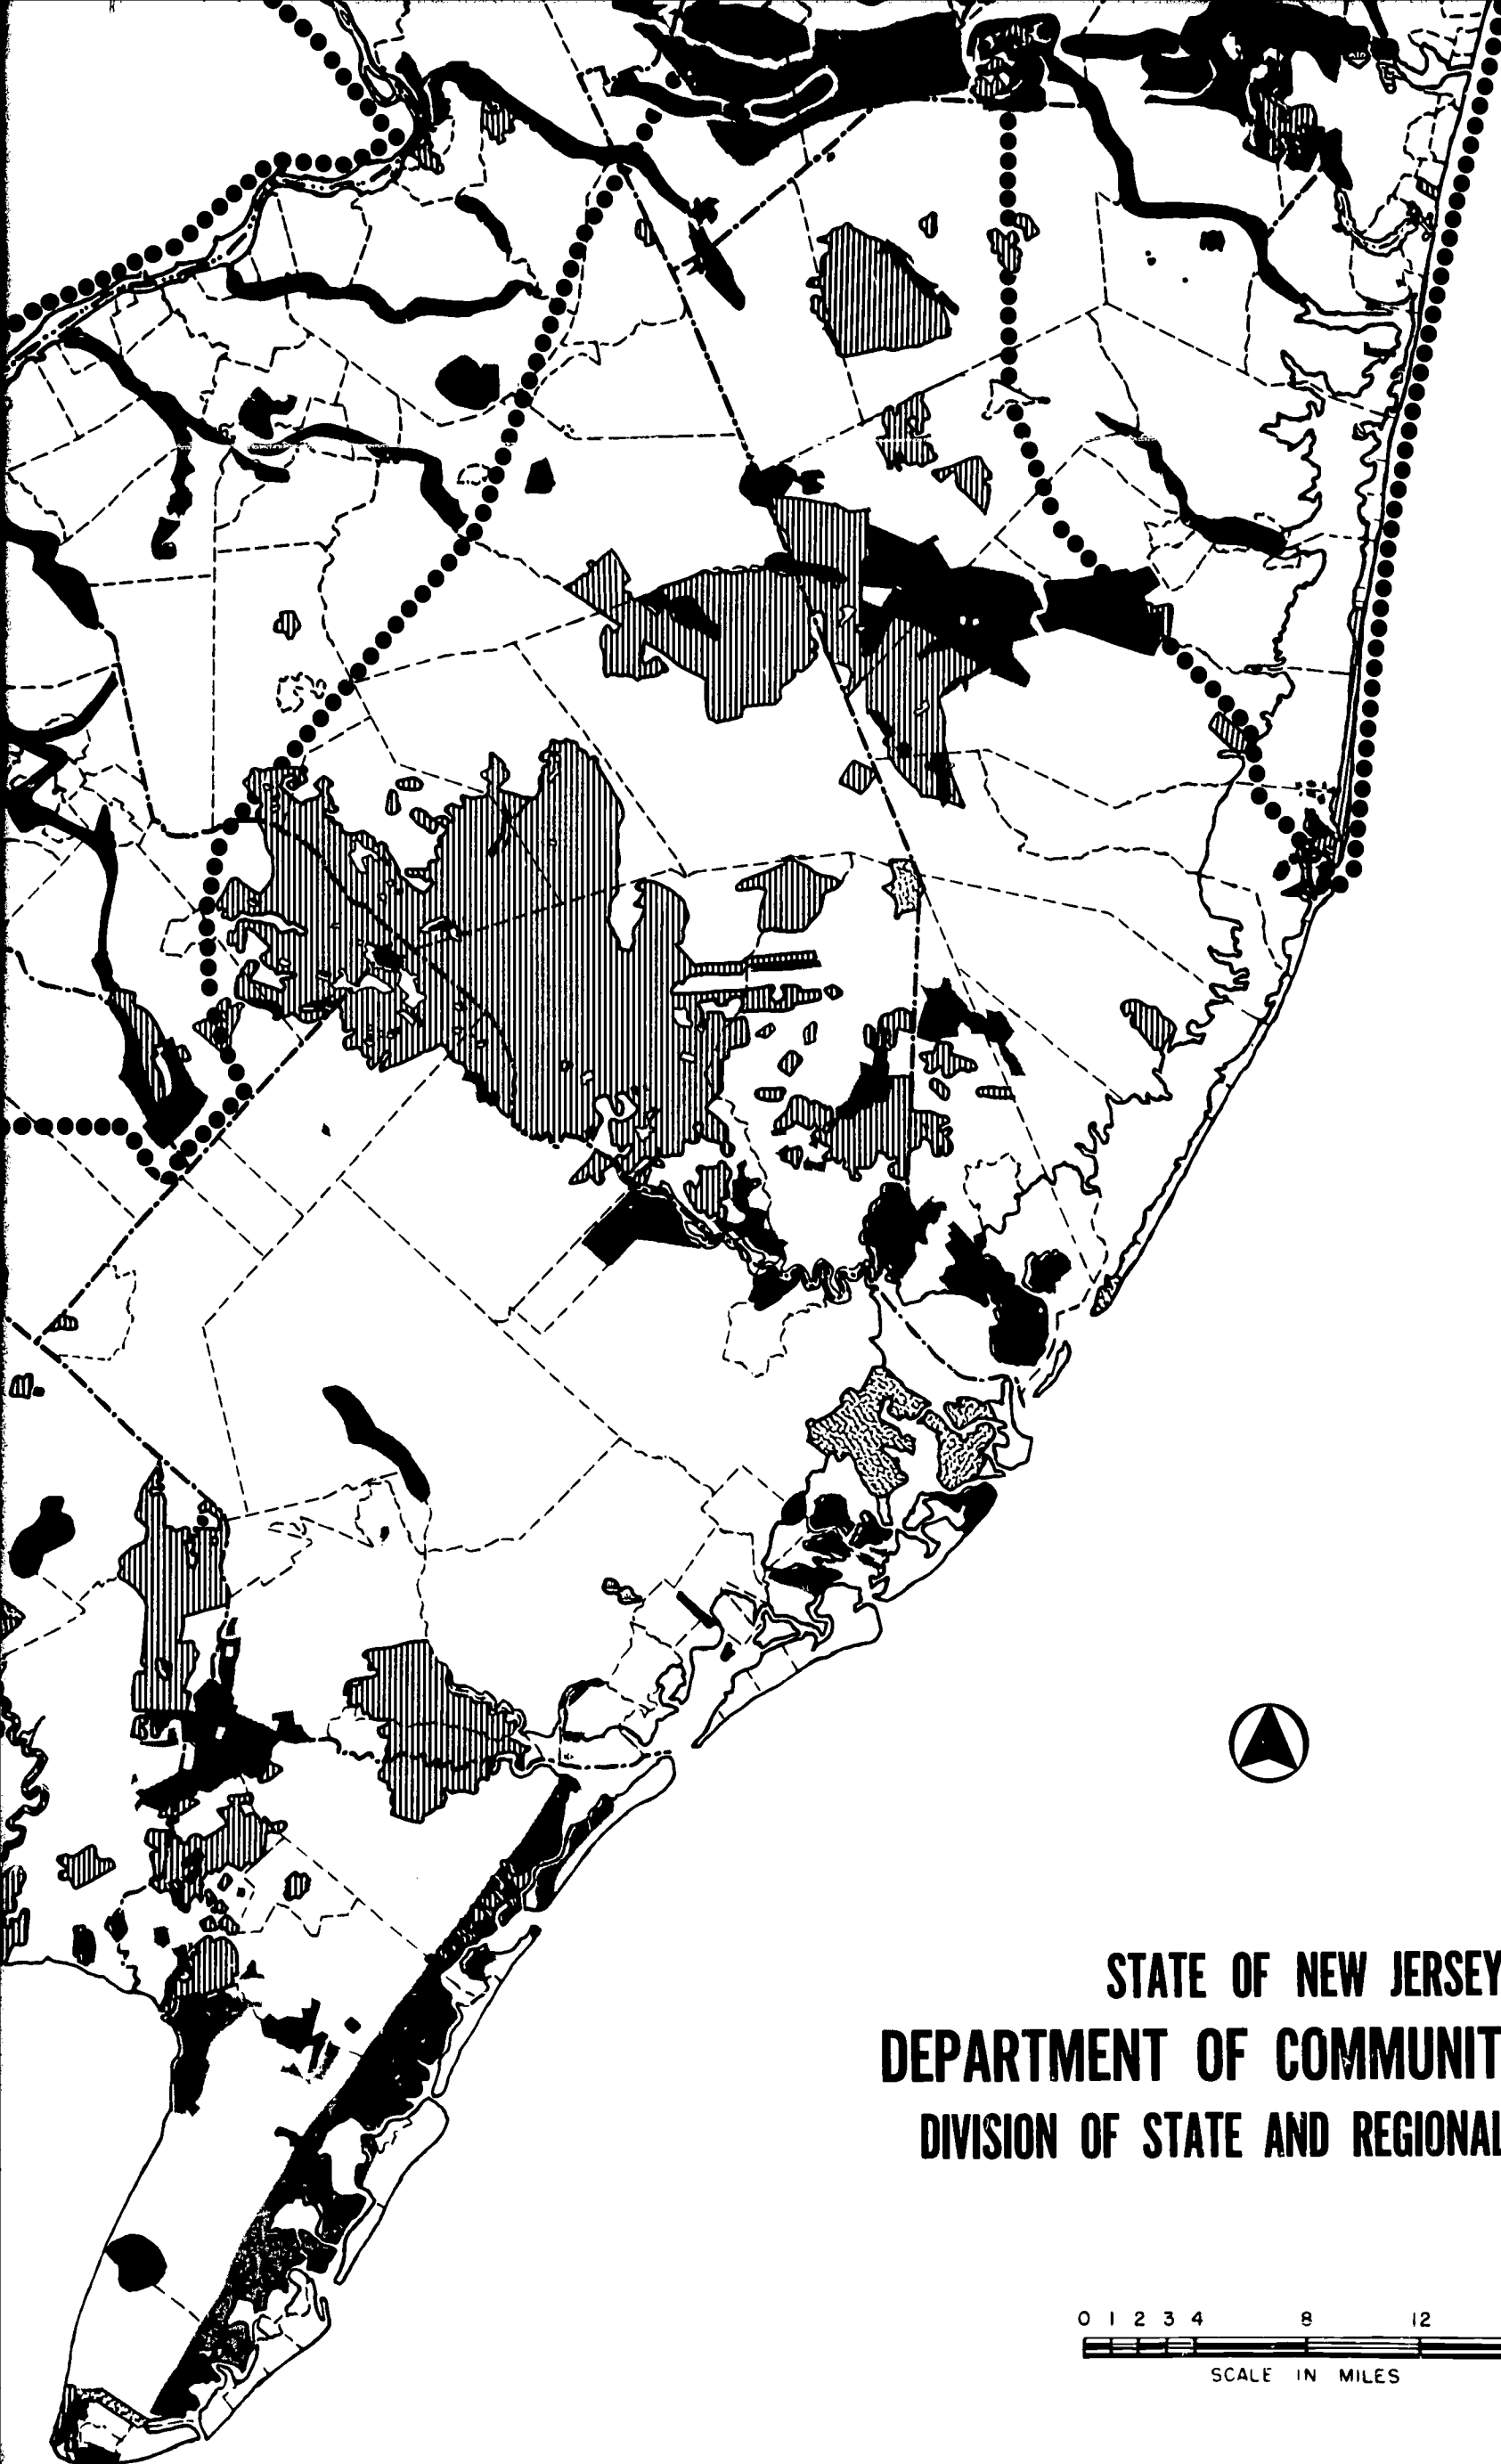 STATE OF NEW JERSEY
DEPARTMENT OF COMMUNIT
DIVISION OF STATE AND REGIONAL
0 1 2 3 4 8 12
SCALE IN MILES